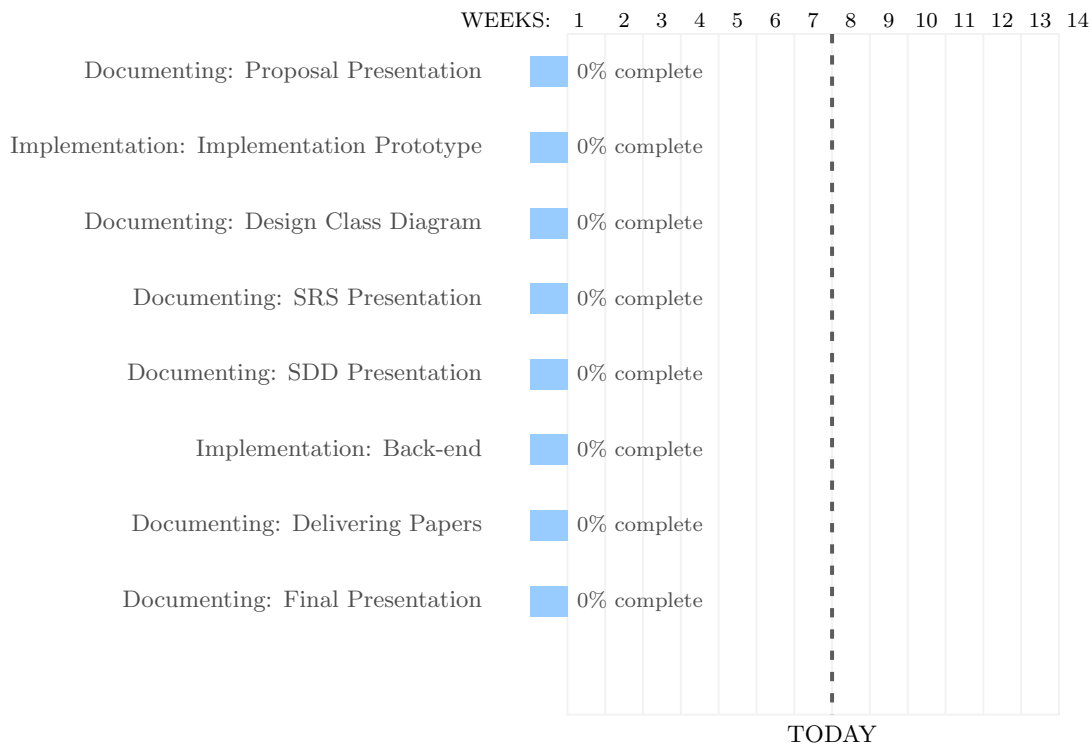 WEEKS: 1 2 3 4 5 6 7 8 9 10 11 12 13 14
Documenting: Proposal Presentation 0% complete
Implementation: Implementation Prototype 0% complete
Documenting: Design Class Diagram 0% complete
Documenting: SRS Presentation 0% complete
Documenting: SDD Presentation 0% complete
Implementation: Back-end 0% complete
Documenting: Delivering Papers 0% complete
Documenting: Final Presentation 0% complete
TODAY